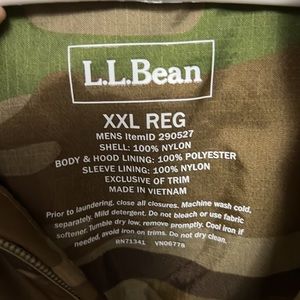 L.L.Bean
XXL REG
MENS ItemID 290527
SHELL: 100% NYLON
BODY & HOOD LINING: 100% POLYESTER
SLEEVE LINING: 100% NYLON
EXCLUSIVE OF TRIM
MADE IN VIETNAM
Prior to laundering, close all closures. Machine wash cold,
separately. Mild detergent. Do not bleach or use fabric
softener. Tumble dry low, remove promptly. Cool iron if
needed, avoid iron on trims. Do not dry clean.
RN71341 VN06778